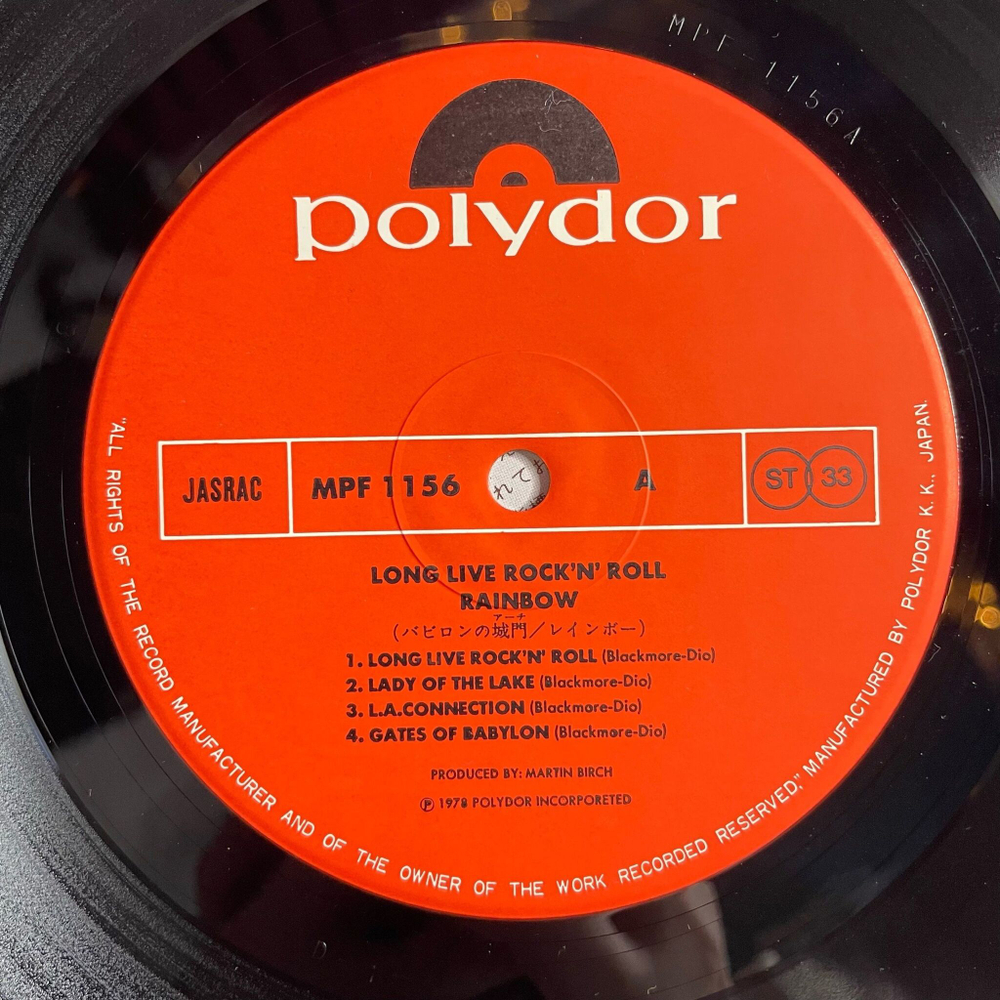 MPF 1156A
polydor
JASRAC
MPF 1156
A
ST 33
れても
LONG LIVE ROCK'N' ROLL
RAINBOW
アーチ
(バビロンの城門/レインボー)
1. LONG LIVE ROCK'N' ROLL (Blackmore-Dio)
2. LADY OF THE LAKE (Blackmore-Dio)
3. L.A.CONNECTION (Blackmore-Dio)
4. GATES OF BABYLON (Blackmore-Dio)
PRODUCED BY: MARTIN BIRCH
Ⓟ 1978 POLYDOR INCORPORETED
"ALL RIGHTS OF THE RECORD MANUFACTURER AND OF THE OWNER OF THE WORK RECORDED RESERVED," MANUFACTURED BY POLYDOR K.K., JAPAN.
D